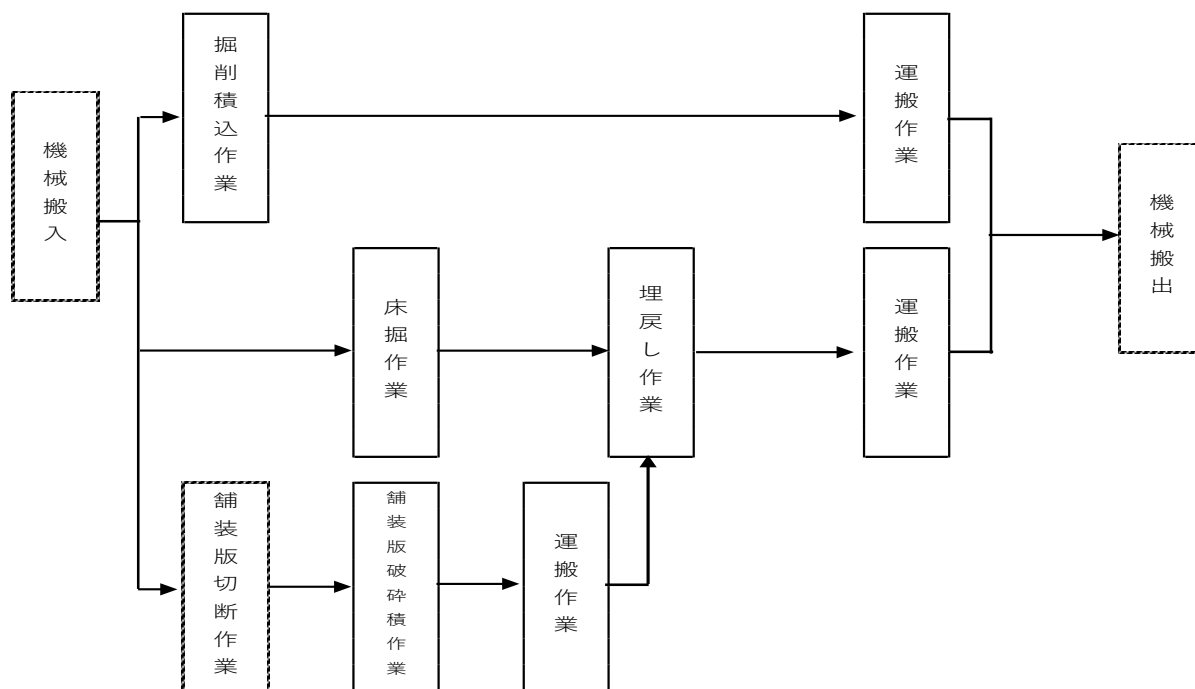 機械搬入
掘削積込作業
運搬作業
機械搬出
床掘作業
埋戻し作業
運搬作業
舗装版切断作業
舗装版破砕積作業
運搬作業